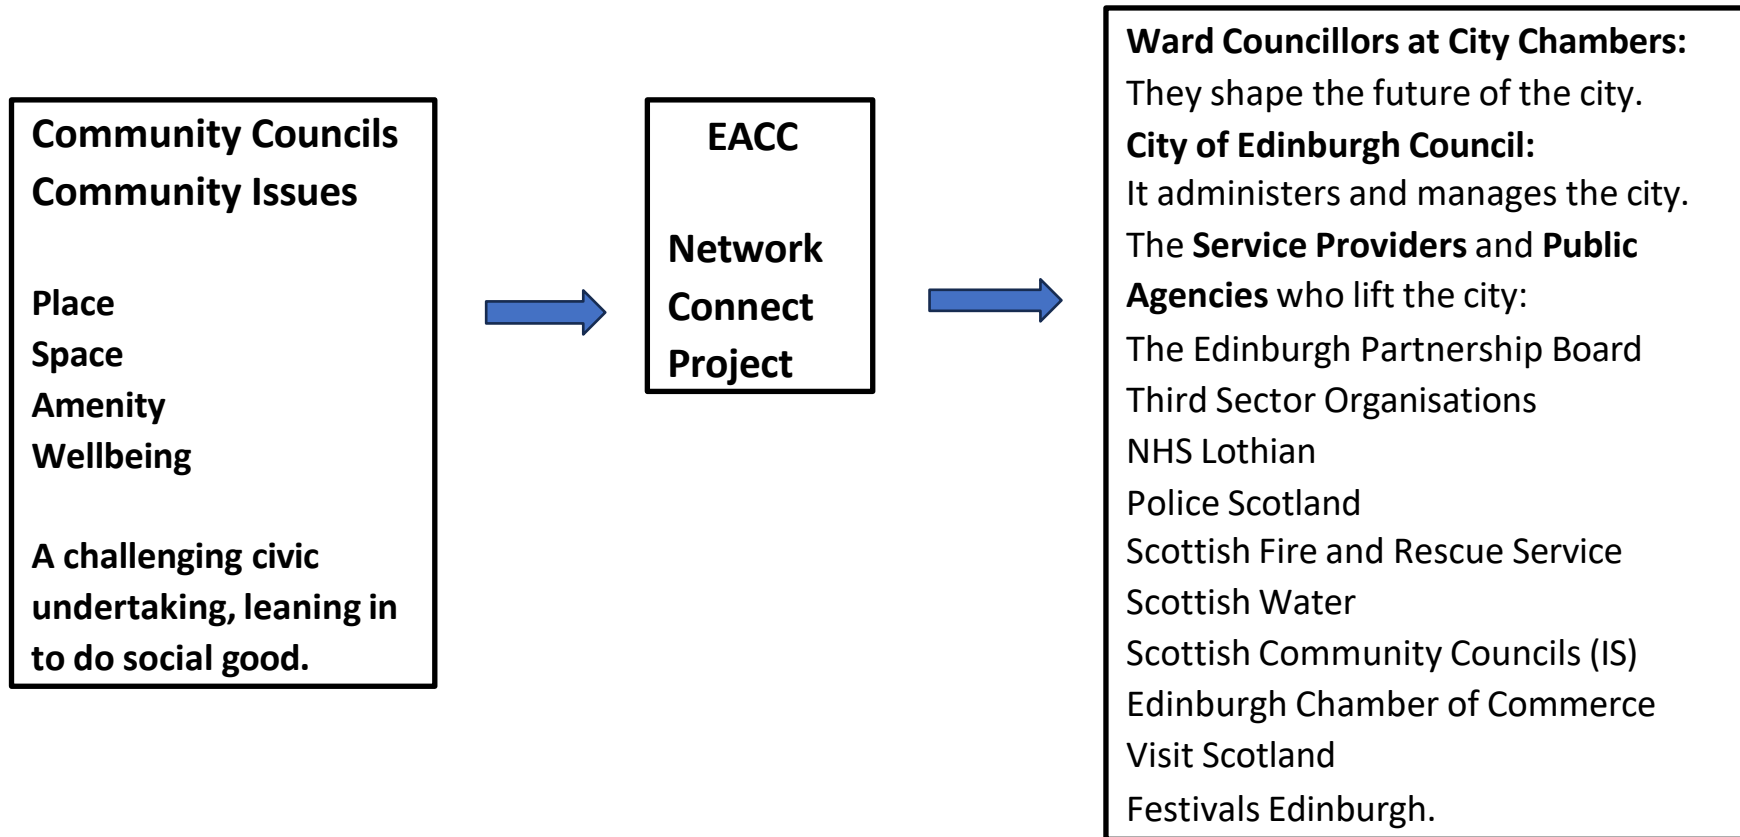 Community Councils
Community Issues
Place
Space
Amenity
Wellbeing
A challenging civic
undertaking, leaning in
to do social good.
EACC
Network
Connect
Project
Ward Councillors at City Chambers:
They shape the future of the city.
City of Edinburgh Council:
It administers and manages the city.
The Service Providers and Public
Agencies who lift the city:
The Edinburgh Partnership Board
Third Sector Organisations
NHS Lothian
Police Scotland
Scottish Fire and Rescue Service
Scottish Water
Scottish Community Councils (IS)
Edinburgh Chamber of Commerce
Visit Scotland
Festivals Edinburgh.